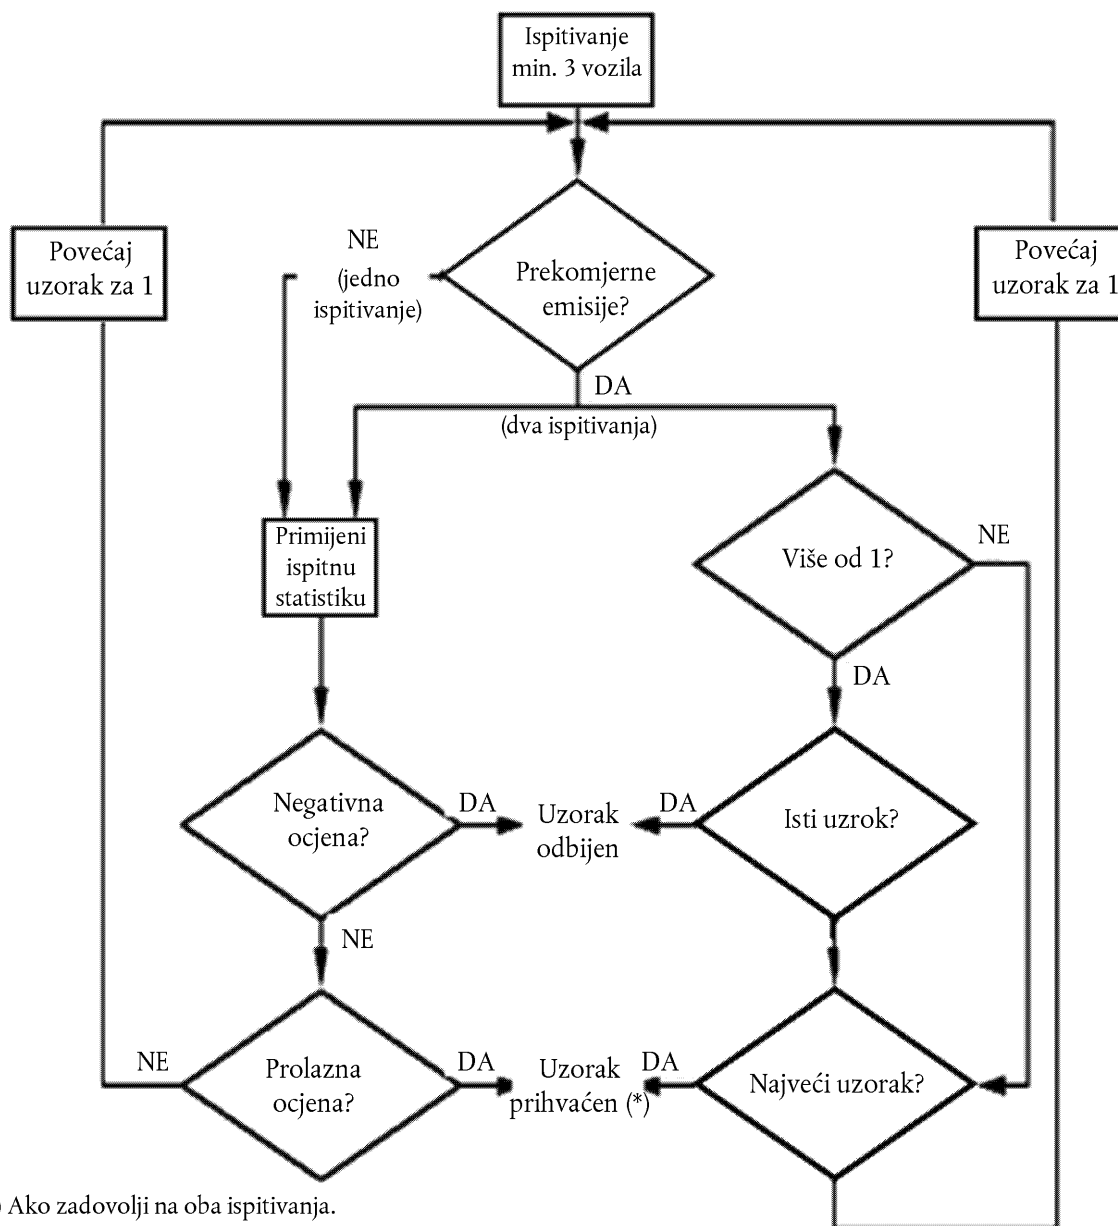 Ispitivanje
min. 3 vozila
Povećaj
uzorak za 1
NE
(jedno
ispitivanje)
Prekomjerne
emisije?
Povećaj
uzorak za 1
DA
(dva ispitivanja)
Primijeni
ispitnu
statistiku
Više od 1?
NE
DA
Negativna
ocjena?
DA
Uzorak
odbijen
DA
Isti uzrok?
NE
NE
Prolazna
ocjena?
DA
Uzorak
prihvaćen (*)
DA
Najveći uzorak?
) Ako zadovolji na oba ispitivanja.